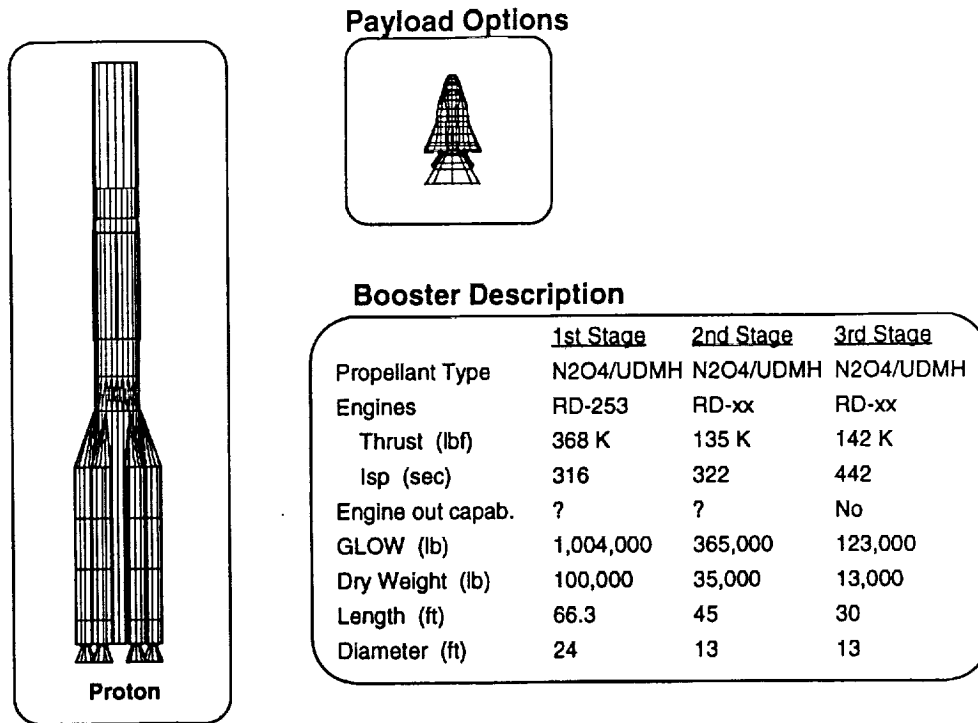 Payload Options
Proton
Booster Description
1st Stage 2nd Stage 3rd Stage
Propellant Type N2O4/UDMH N2O4/UDMH N2O4/UDMH
Engines RD-253 RD-xx RD-xx
Thrust (lbf) 368 K 135 K 142 K
Isp (sec) 316 322 442
Engine out capab. ? ? No
GLOW (lb) 1,004,000 365,000 123,000
Dry Weight (lb) 100,000 35,000 13,000
Length (ft) 66.3 45 30
Diameter (ft) 24 13 13